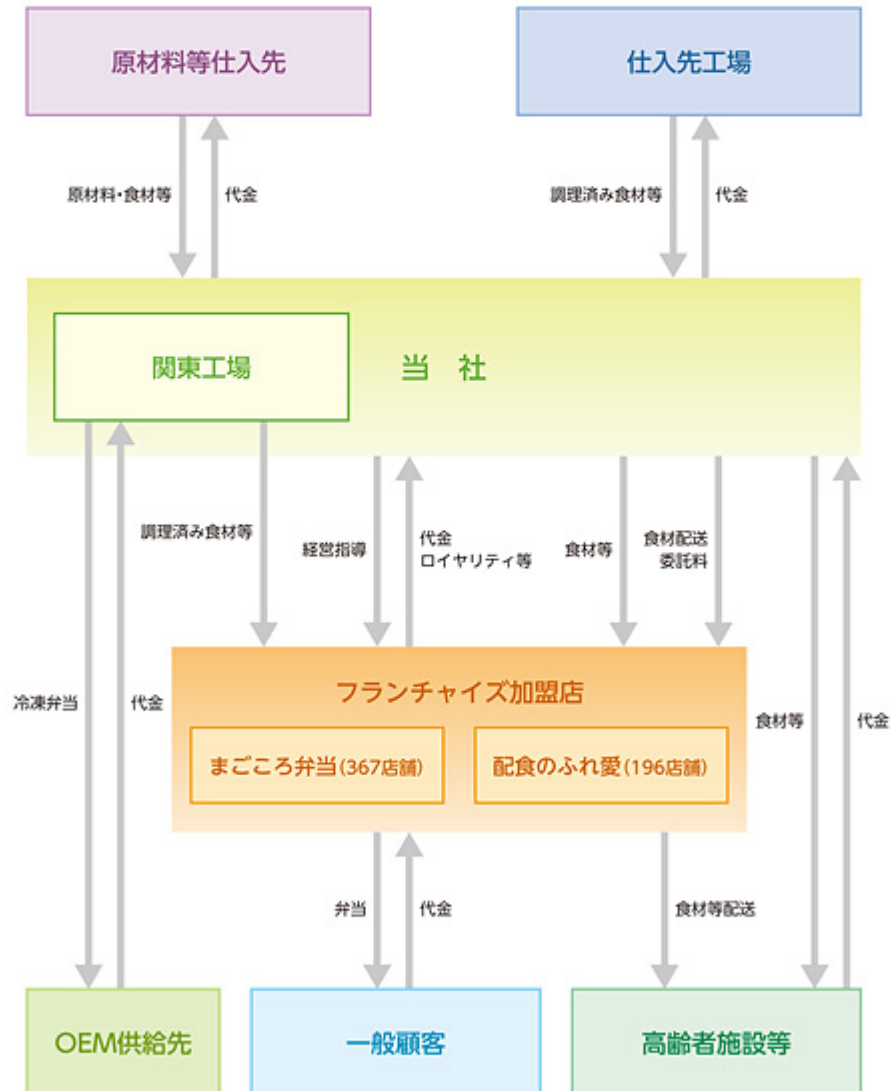 原材料等仕入先
仕入先工場
原材料・食材等
代金
調理済み食材等
代金
関東工場
当 社
調理済み食材等
経営指導
代金
ロイヤリティ等
食材等
食材配送
委託料
冷凍弁当
代金
フランチャイズ加盟店
まごころ弁当(367店舗)
配食のふれ愛(196店舗)
食材等
代金
弁当
代金
食材等配送
OEM供給先
一般顧客
高齢者施設等